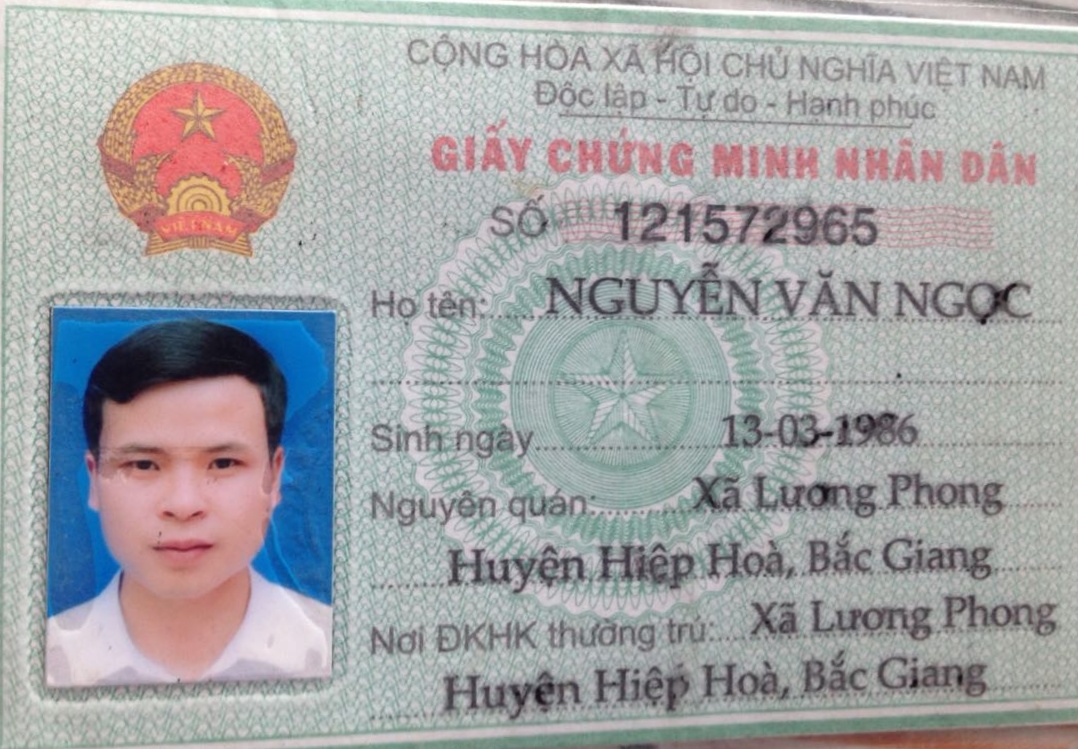 CỘNG HÒA XÃ HỘI CHỦ NGHĨA VIỆT NAM
Độc lập - Tự do - Hạnh phúc
GIẤY CHỨNG MINH NHÂN DÂN
SỐ 121572965
VIỆT NAM
Họ tên: NGUYỄN VĂN NGỌC
Sinh ngày 13-03-1986
Nguyên quán: Xã Lương Phong
Huyện Hiệp Hoà, Bắc Giang
Nơi ĐKHK thường trú: Xã Lương Phong
Huyện Hiệp Hoà, Bắc Giang